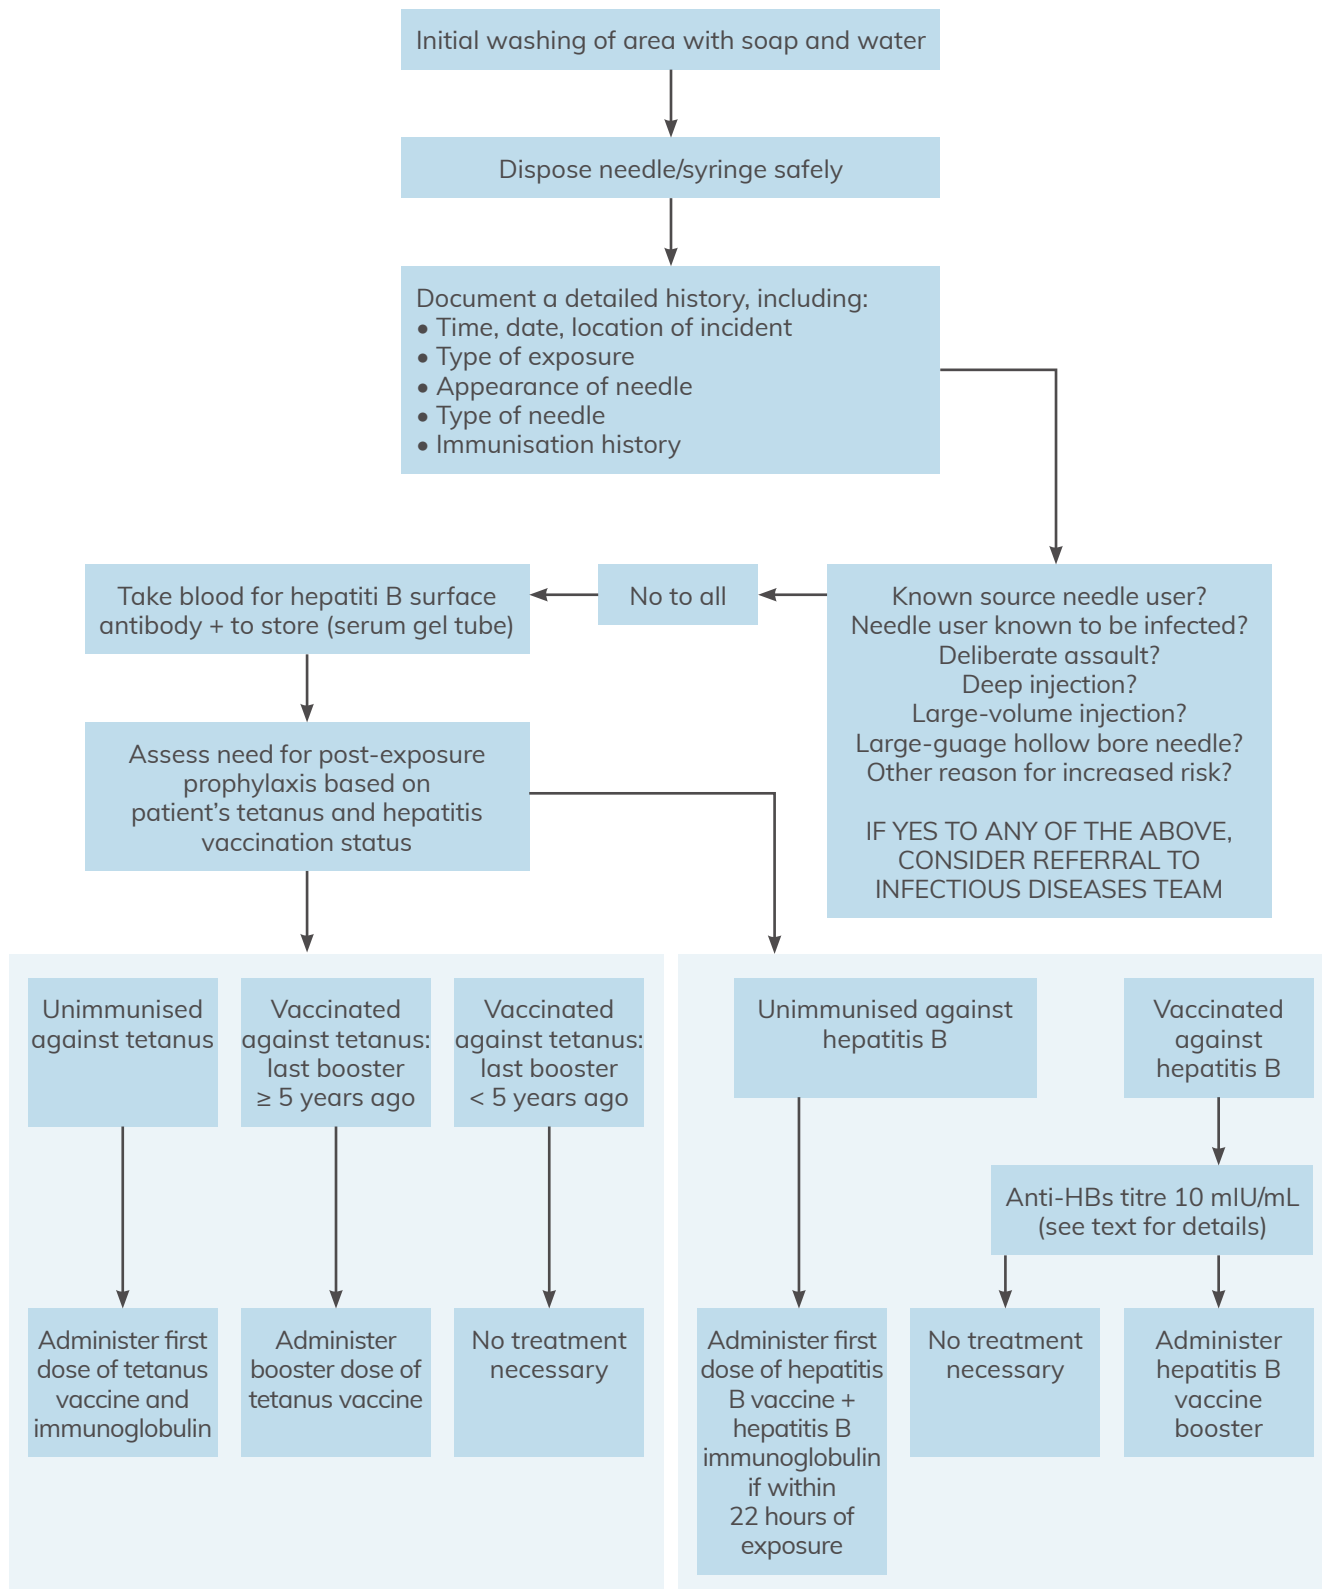 Initial washing of area with soap and water
Dispose needle/syringe safely
Document a detailed history, including:
• Time, date, location of incident
• Type of exposure
• Appearance of needle
• Type of needle
• Immunisation history
Known source needle user?
Needle user known to be infected?
Deliberate assault?
Deep injection?
Large-volume injection?
Large-guage hollow bore needle?
Other reason for increased risk?
IF YES TO ANY OF THE ABOVE,
CONSIDER REFERRAL TO
INFECTIOUS DISEASES TEAM
No to all
Take blood for hepatiti B surface
antibody + to store (serum gel tube)
Assess need for post-exposure
prophylaxis based on
patient’s tetanus and hepatitis
vaccination status
Unimmunised
against tetanus
Vaccinated
against tetanus:
last booster
≥ 5 years ago
Vaccinated
against tetanus:
last booster
< 5 years ago
Administer first
dose of tetanus
vaccine and
immunoglobulin
Administer
booster dose of
tetanus vaccine
No treatment
necessary
Unimmunised against
hepatitis B
Vaccinated
against
hepatitis B
Anti-HBs titre 10 mIU/mL
(see text for details)
Administer first
dose of hepatitis
B vaccine +
hepatitis B
immunoglobulin
if within
22 hours of
exposure
No treatment
necessary
Administer
hepatitis B
vaccine
booster